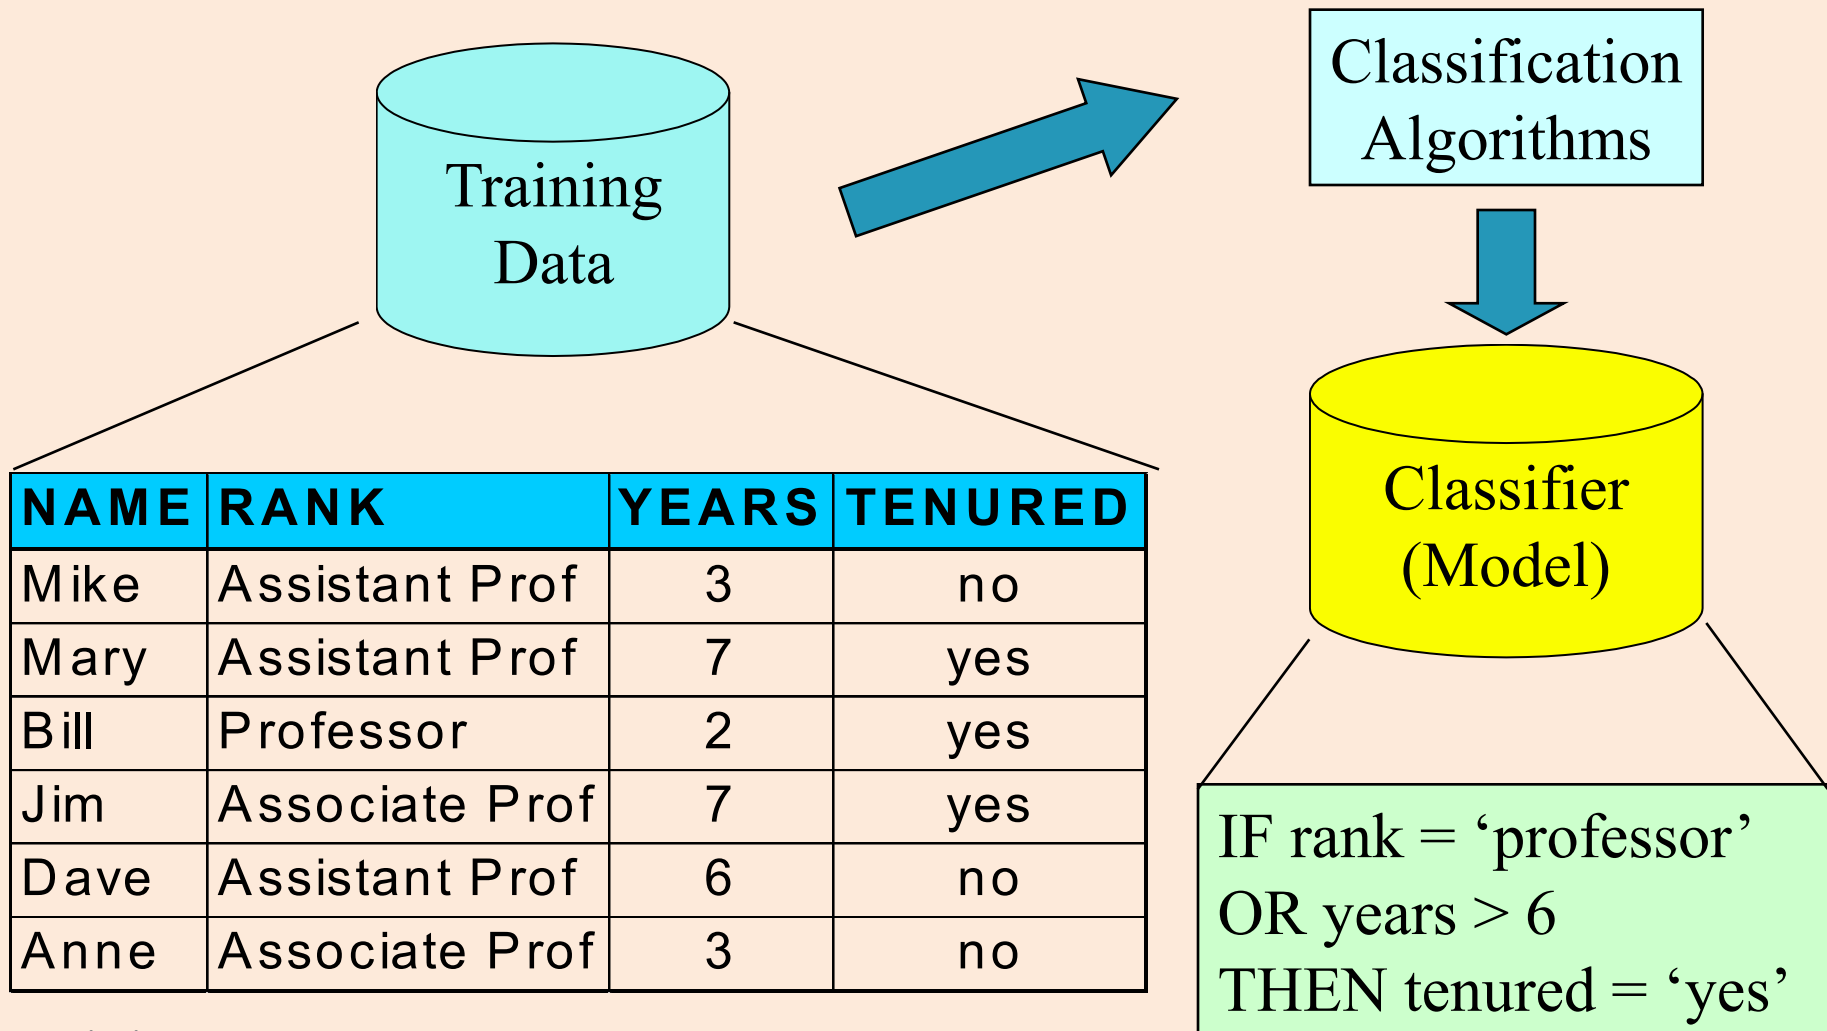 Training
Data
Classification
Algorithms
NAME RANK YEARS TENURED
Mike Assistant Prof 3 no
Mary Assistant Prof 7 yes
Bill Professor 2 yes
Jim Associate Prof 7 yes
Dave Assistant Prof 6 no
Anne Associate Prof 3 no
Classifier
(Model)
IF rank = ‘professor’
OR years > 6
THEN tenured = ‘yes’